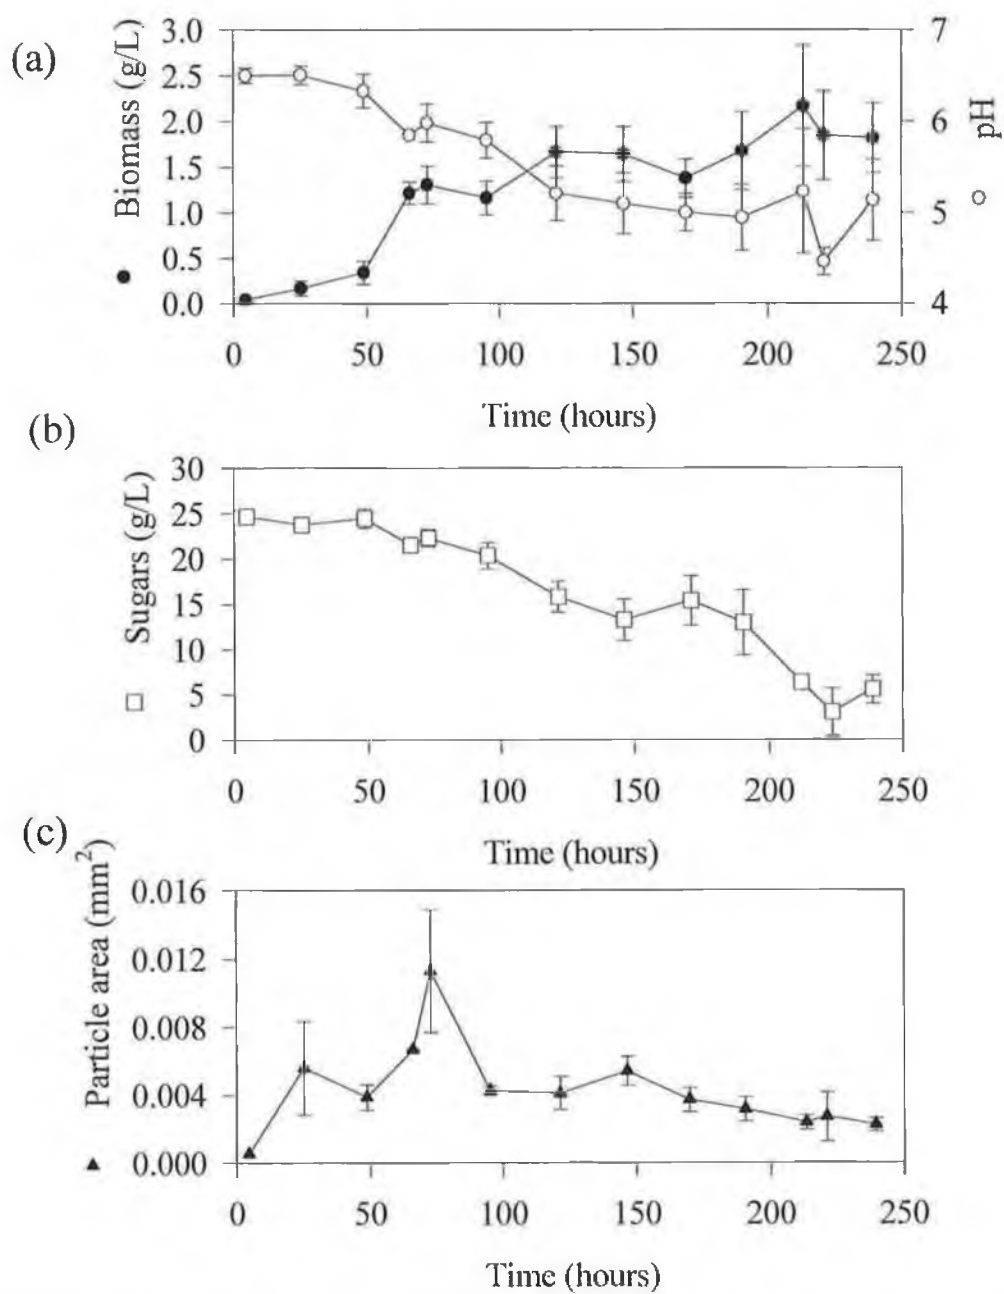 (a)
● Biomass (g/L)
3.0
2.5
2.0
1.5
1.0
0.5
0.0
7
6
5
4
○ pH
0 50 100 150 200 250
Time (hours)
(b)
□ Sugars (g/L)
30
25
20
15
10
5
0
0 50 100 150 200 250
Time (hours)
(c)
▲ Particle area (mm²)
0.016
0.012
0.008
0.004
0.000
0 50 100 150 200 250
Time (hours)